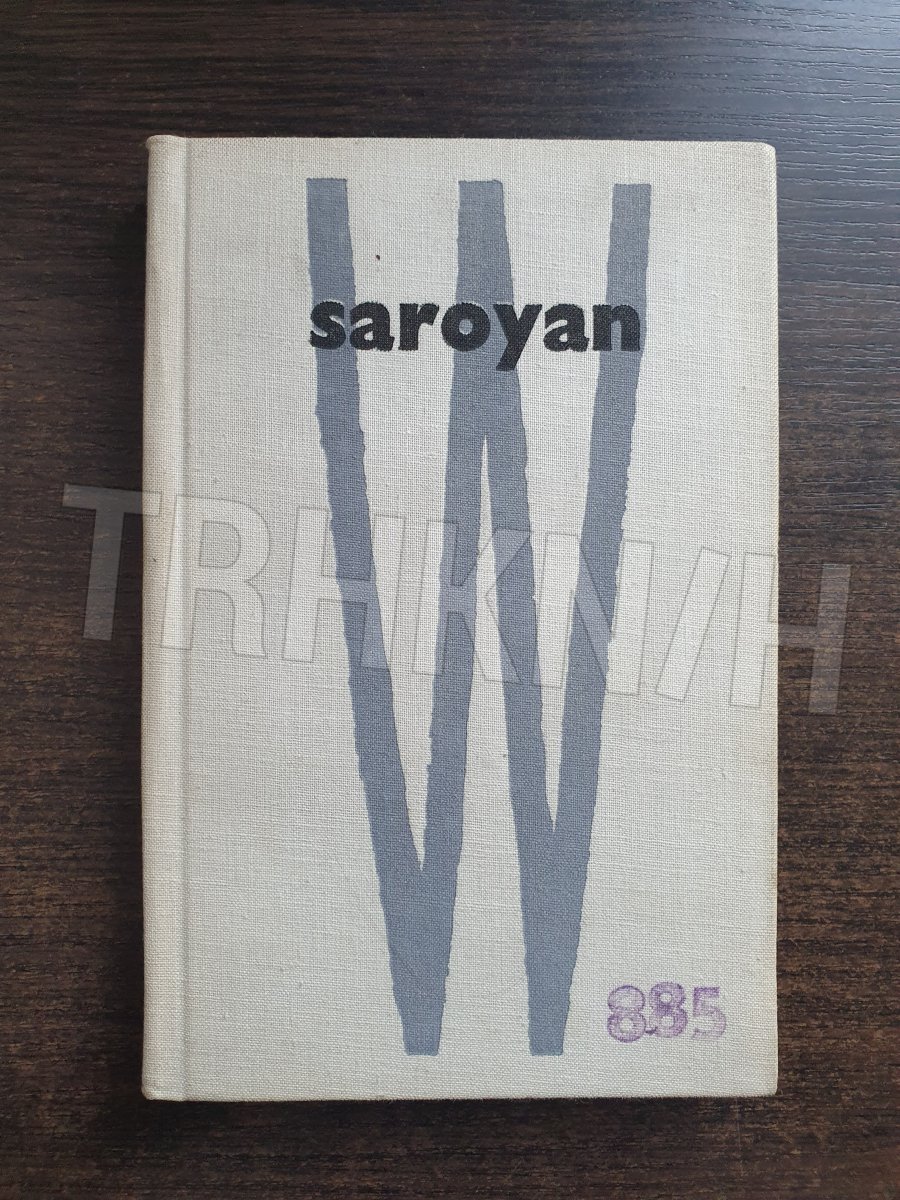 W
saroyan
TRHKNIH
885